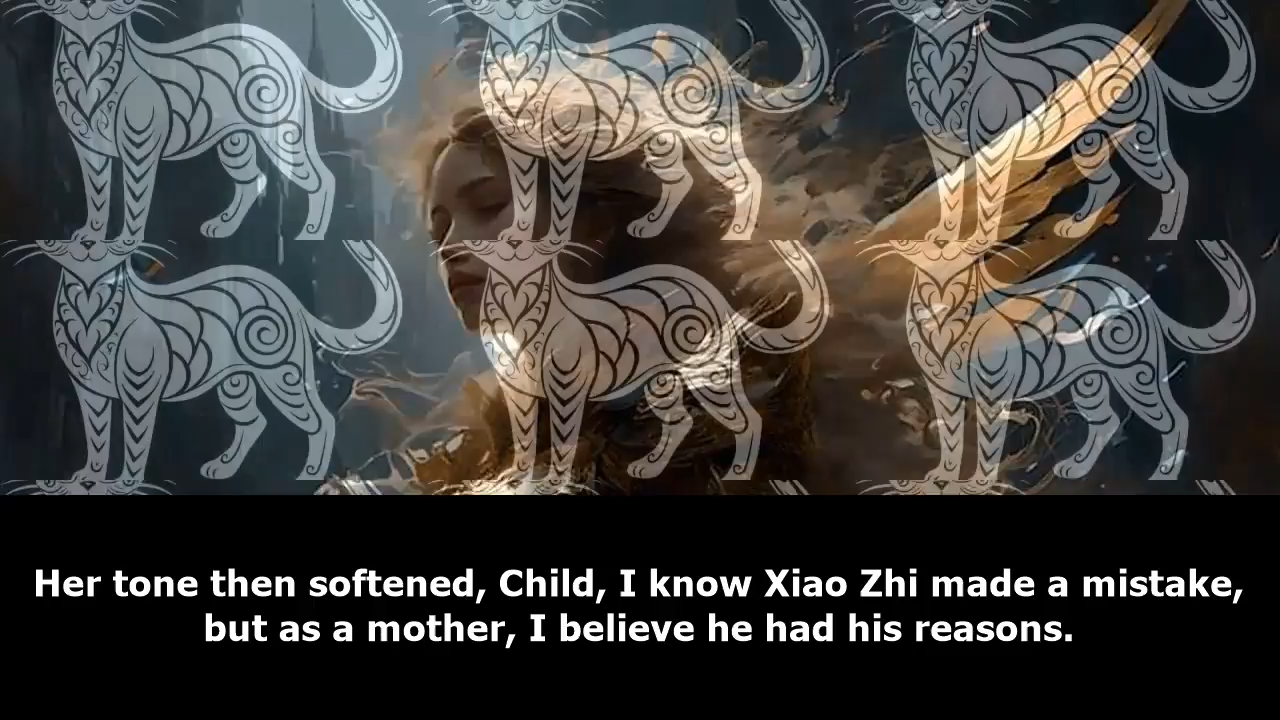 Her tone then softened, Child, I know Xiao Zhi made a mistake,
but as a mother, I believe he had his reasons.